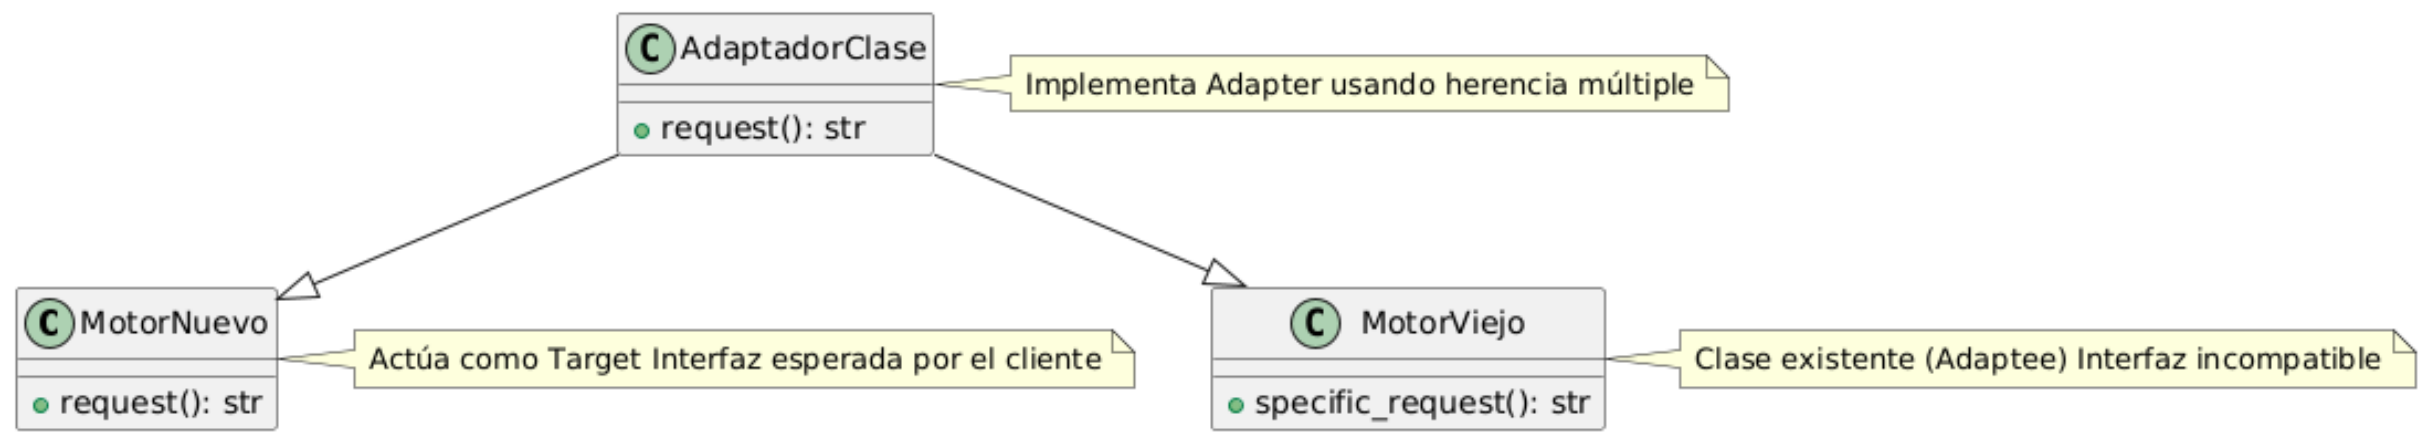 C AdaptadorClase
request(): str
Implementa Adapter usando herencia múltiple
C MotorNuevo
request(): str
Actúa como Target Interfaz esperada por el cliente
C MotorViejo
specific_request(): str
Clase existente (Adaptee) Interfaz incompatible